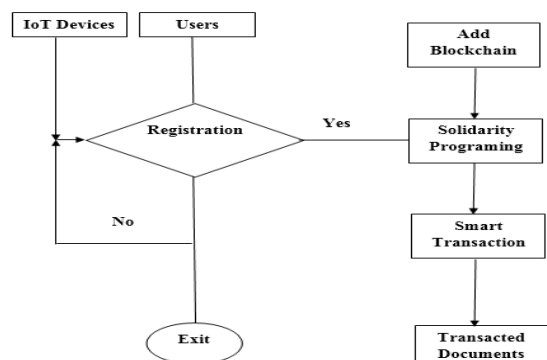 IoT Devices
Users
Add
Blockchain
Registration
Yes
Solidarity
Programing
No
Smart
Transaction
Exit
Transacted
Documents